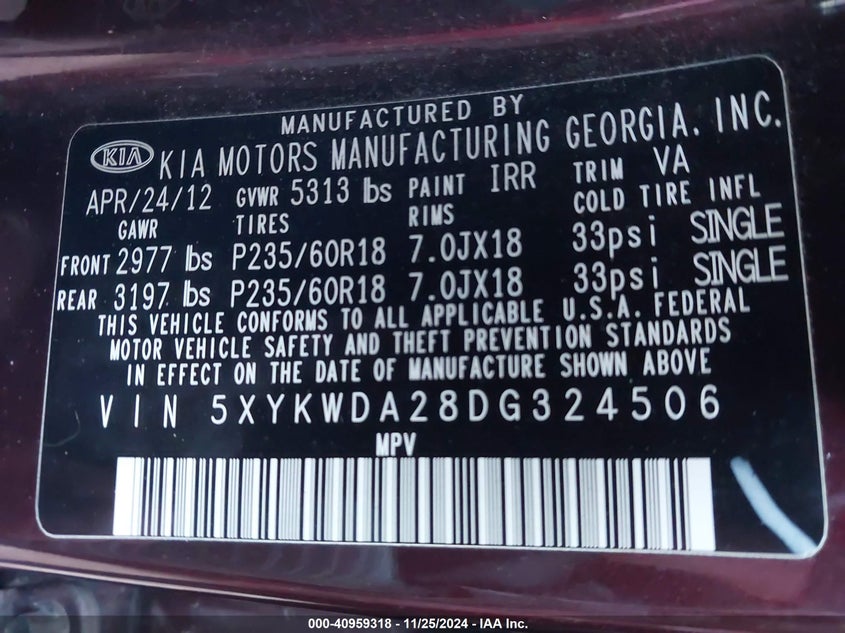 MANUFACTURED BY
KIA KIA MOTORS MANUFACTURING GEORGIA. INC.
APR/24/12 GVWR 5313 lbs PAINT IRR TRIM VA
GAWR TIRES RIMS COLD TIRE INFL
FRONT 2977 lbs P235/60R18 7.0JX18 33psi SINGLE
REAR 3197 lbs P235/60R18 7.0JX18 33psi SINGLE
THIS VEHICLE CONFORMS TO ALL APPLICABLE U.S.A. FEDERAL
MOTOR VEHICLE SAFETY AND THEFT PREVENTION STANDARDS
IN EFFECT ON THE DATE OF MANUFACTURE SHOWN ABOVE
VIN 5XYKWDA28DG324506
MPV
000-40959318 - 11/25/2024 - IAA Inc.